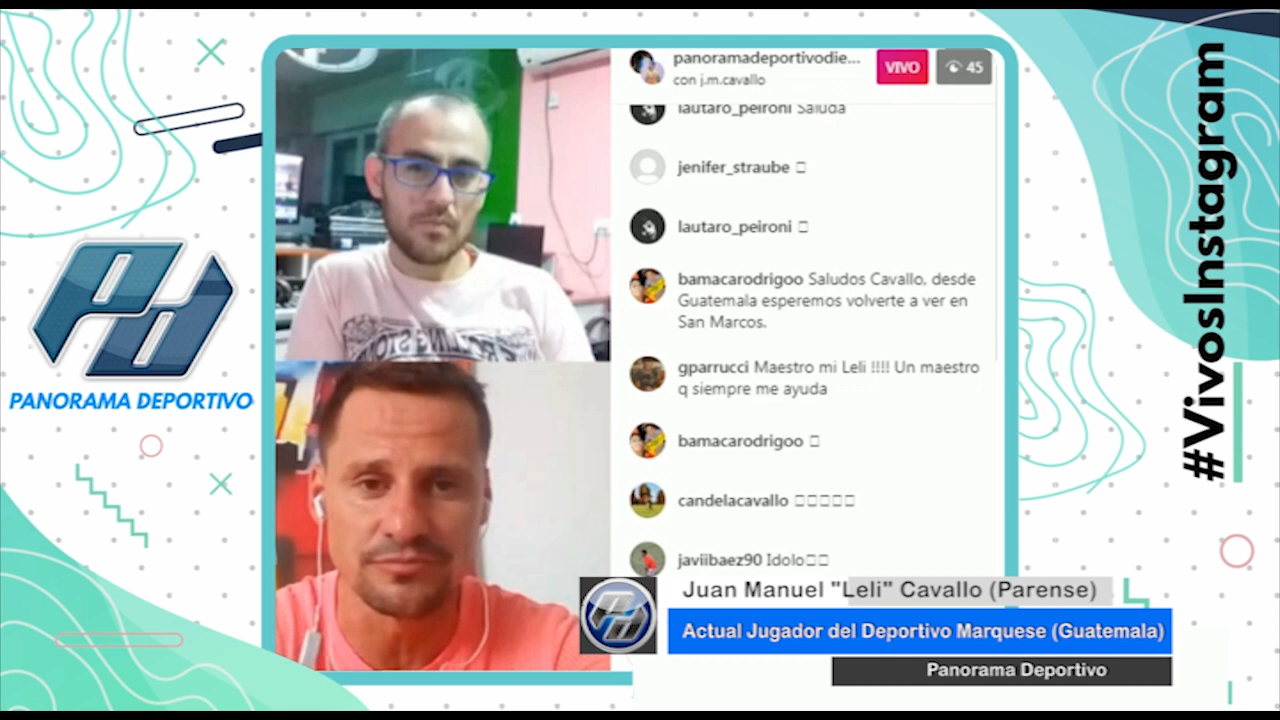 panoramadeportivodie...
con j.m.cavallo
VIVO
45
lautaro_peironi Saluda
jenifer_straube
lautaro_peironi
bamacarodrigoo Saludos Cavallo, desde
Guatemala esperemos volverte a ver en
San Marcos.
gparrucci Maestro mi Leli !!!! Un maestro
q siempre me ayuda
bamacarodrigoo
candelacavallo
javiibaez90 Idolo
PD
PANORAMA DEPORTIVO
#VivosInstagram
Juan Manuel "Leli" Cavallo (Parense)
Actual Jugador del Deportivo Marquese (Guatemala)
Panorama Deportivo